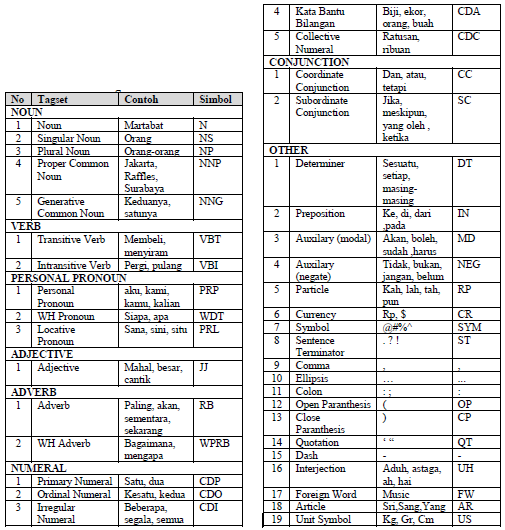 No Tagset Contoh Simbol
NOUN
1 Noun Martabat N
2 Singular Noun Orang NS
3 Plural Noun Orang-orang NP
4 Proper Common Jakarta, NNP
Noun Raffles,
Surabaya
5 Generative Keduanya, NNG
Common Noun satunya
VERB
1 Transitive Verb Membeli, VBT
menyiram
2 Intransitive Verb Pergi, pulang VBI
PERSONAL PRONOUN
1 Personal aku, kami, PRP
Pronoun kamu, kalian
2 WH Pronoun Siapa, apa WDT
3 Locative Sana, sini, situ PRL
Pronoun
ADJECTIVE
1 Adjective Mahal, besar, JJ
cantik
ADVERB
1 Adverb Paling, akan, RB
sementara,
sekarang
2 WH Adverb Bagaimana, WPRB
mengapa
NUMERAL
1 Primary Numeral Satu, dua CDP
2 Ordinal Numeral Kesatu, kedua CDO
3 Irregular Beberapa, CDI
Numeral segala, semua
4 Kata Bantu Biji, ekor, CDA
Bilangan orang, buah
5 Collective Ratusan, CDC
Numeral ribuan
CONJUNCTION
1 Coordinate Dan, atau, CC
Conjunction tetapi
2 Subordinate Jika, SC
Conjunction meskipun,
yang oleh ,
ketika
OTHER
1 Determiner Sesuatu, DT
setiap,
masing-
masing
2 Preposition Ke, di, dari IN
,pada
3 Auxilary (modal) Akan, boleh, MD
sudah ,harus
4 Auxilary Tidak, bukan, NEG
(negate) jangan, belum
5 Particle Kah, lah, tah, RP
pun
6 Currency Rp, $ CR
7 Symbol @#%^ SYM
8 Sentence . ? ! ST
Terminator
9 Comma , ,
10 Ellipsis … ...
11 Colon : ; :
12 Open Paranthesis ( OP
13 Close ) CP
Paranthesis
14 Quotation ‘ “ QT
15 Dash - -
16 Interjection Aduh, astaga, UH
ah, hai
17 Foreign Word Music FW
18 Article Sri,Sang,Yang AR
19 Unit Symbol Kg, Gr, Cm US